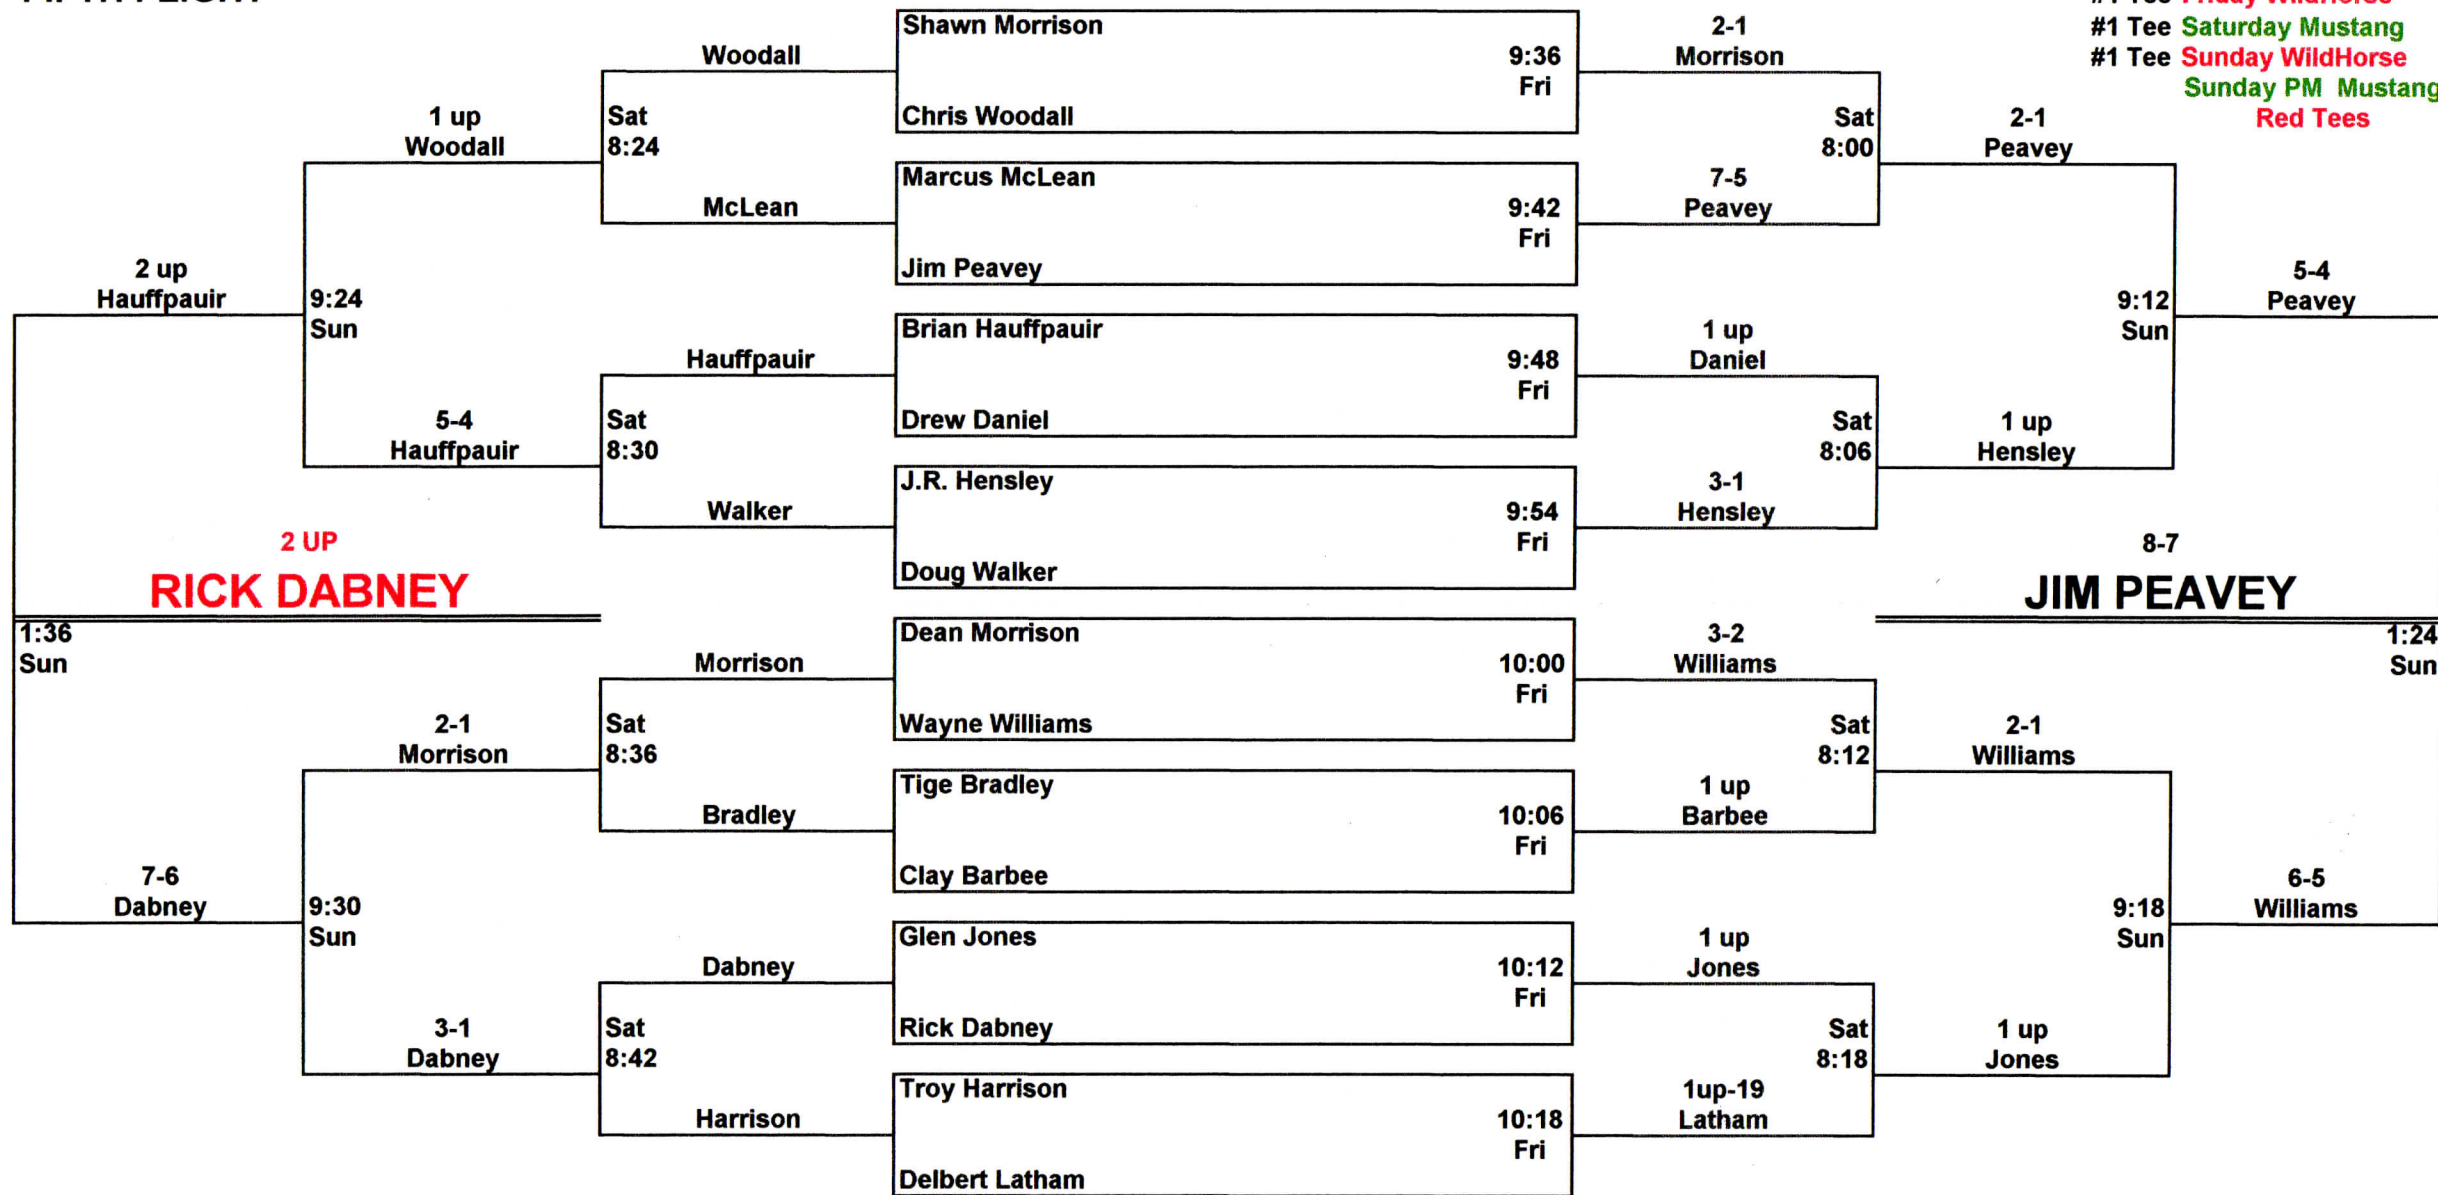 #1 Tee Saturday Mustang
#1 Tee Sunday WildHorse
Sunday PM Mustang
Red Tees
2 up
Hauffpauir
2 UP
RICK DABNEY
1:36
Sun
7-6
Dabney
1 up
Woodall
9:24
Sun
5-4
Hauffpauir
2-1
Morrison
9:30
Sun
3-1
Dabney
Woodall
Sat
8:24
McLean
Hauffpauir
Sat
8:30
Walker
Morrison
Sat
8:36
Bradley
Dabney
Sat
8:42
Harrison
Shawn Morrison
9:36
Fri
Chris Woodall
Marcus McLean
9:42
Fri
Jim Peavey
Brian Hauffpauir
9:48
Fri
Drew Daniel
J.R. Hensley
9:54
Fri
Doug Walker
Dean Morrison
10:00
Fri
Wayne Williams
Tige Bradley
10:06
Fri
Clay Barbee
Glen Jones
10:12
Fri
Rick Dabney
Troy Harrison
10:18
Fri
Delbert Latham
2-1
Morrison
Sat
8:00
7-5
Peavey
1 up
Daniel
Sat
8:06
3-1
Hensley
3-2
Williams
Sat
8:12
1 up
Barbee
1 up
Jones
Sat
8:18
1up-19
Latham
2-1
Peavey
9:12
Sun
1 up
Hensley
2-1
Williams
9:18
Sun
1 up
Jones
5-4
Peavey
8-7
JIM PEAVEY
1:24
Sun
6-5
Williams